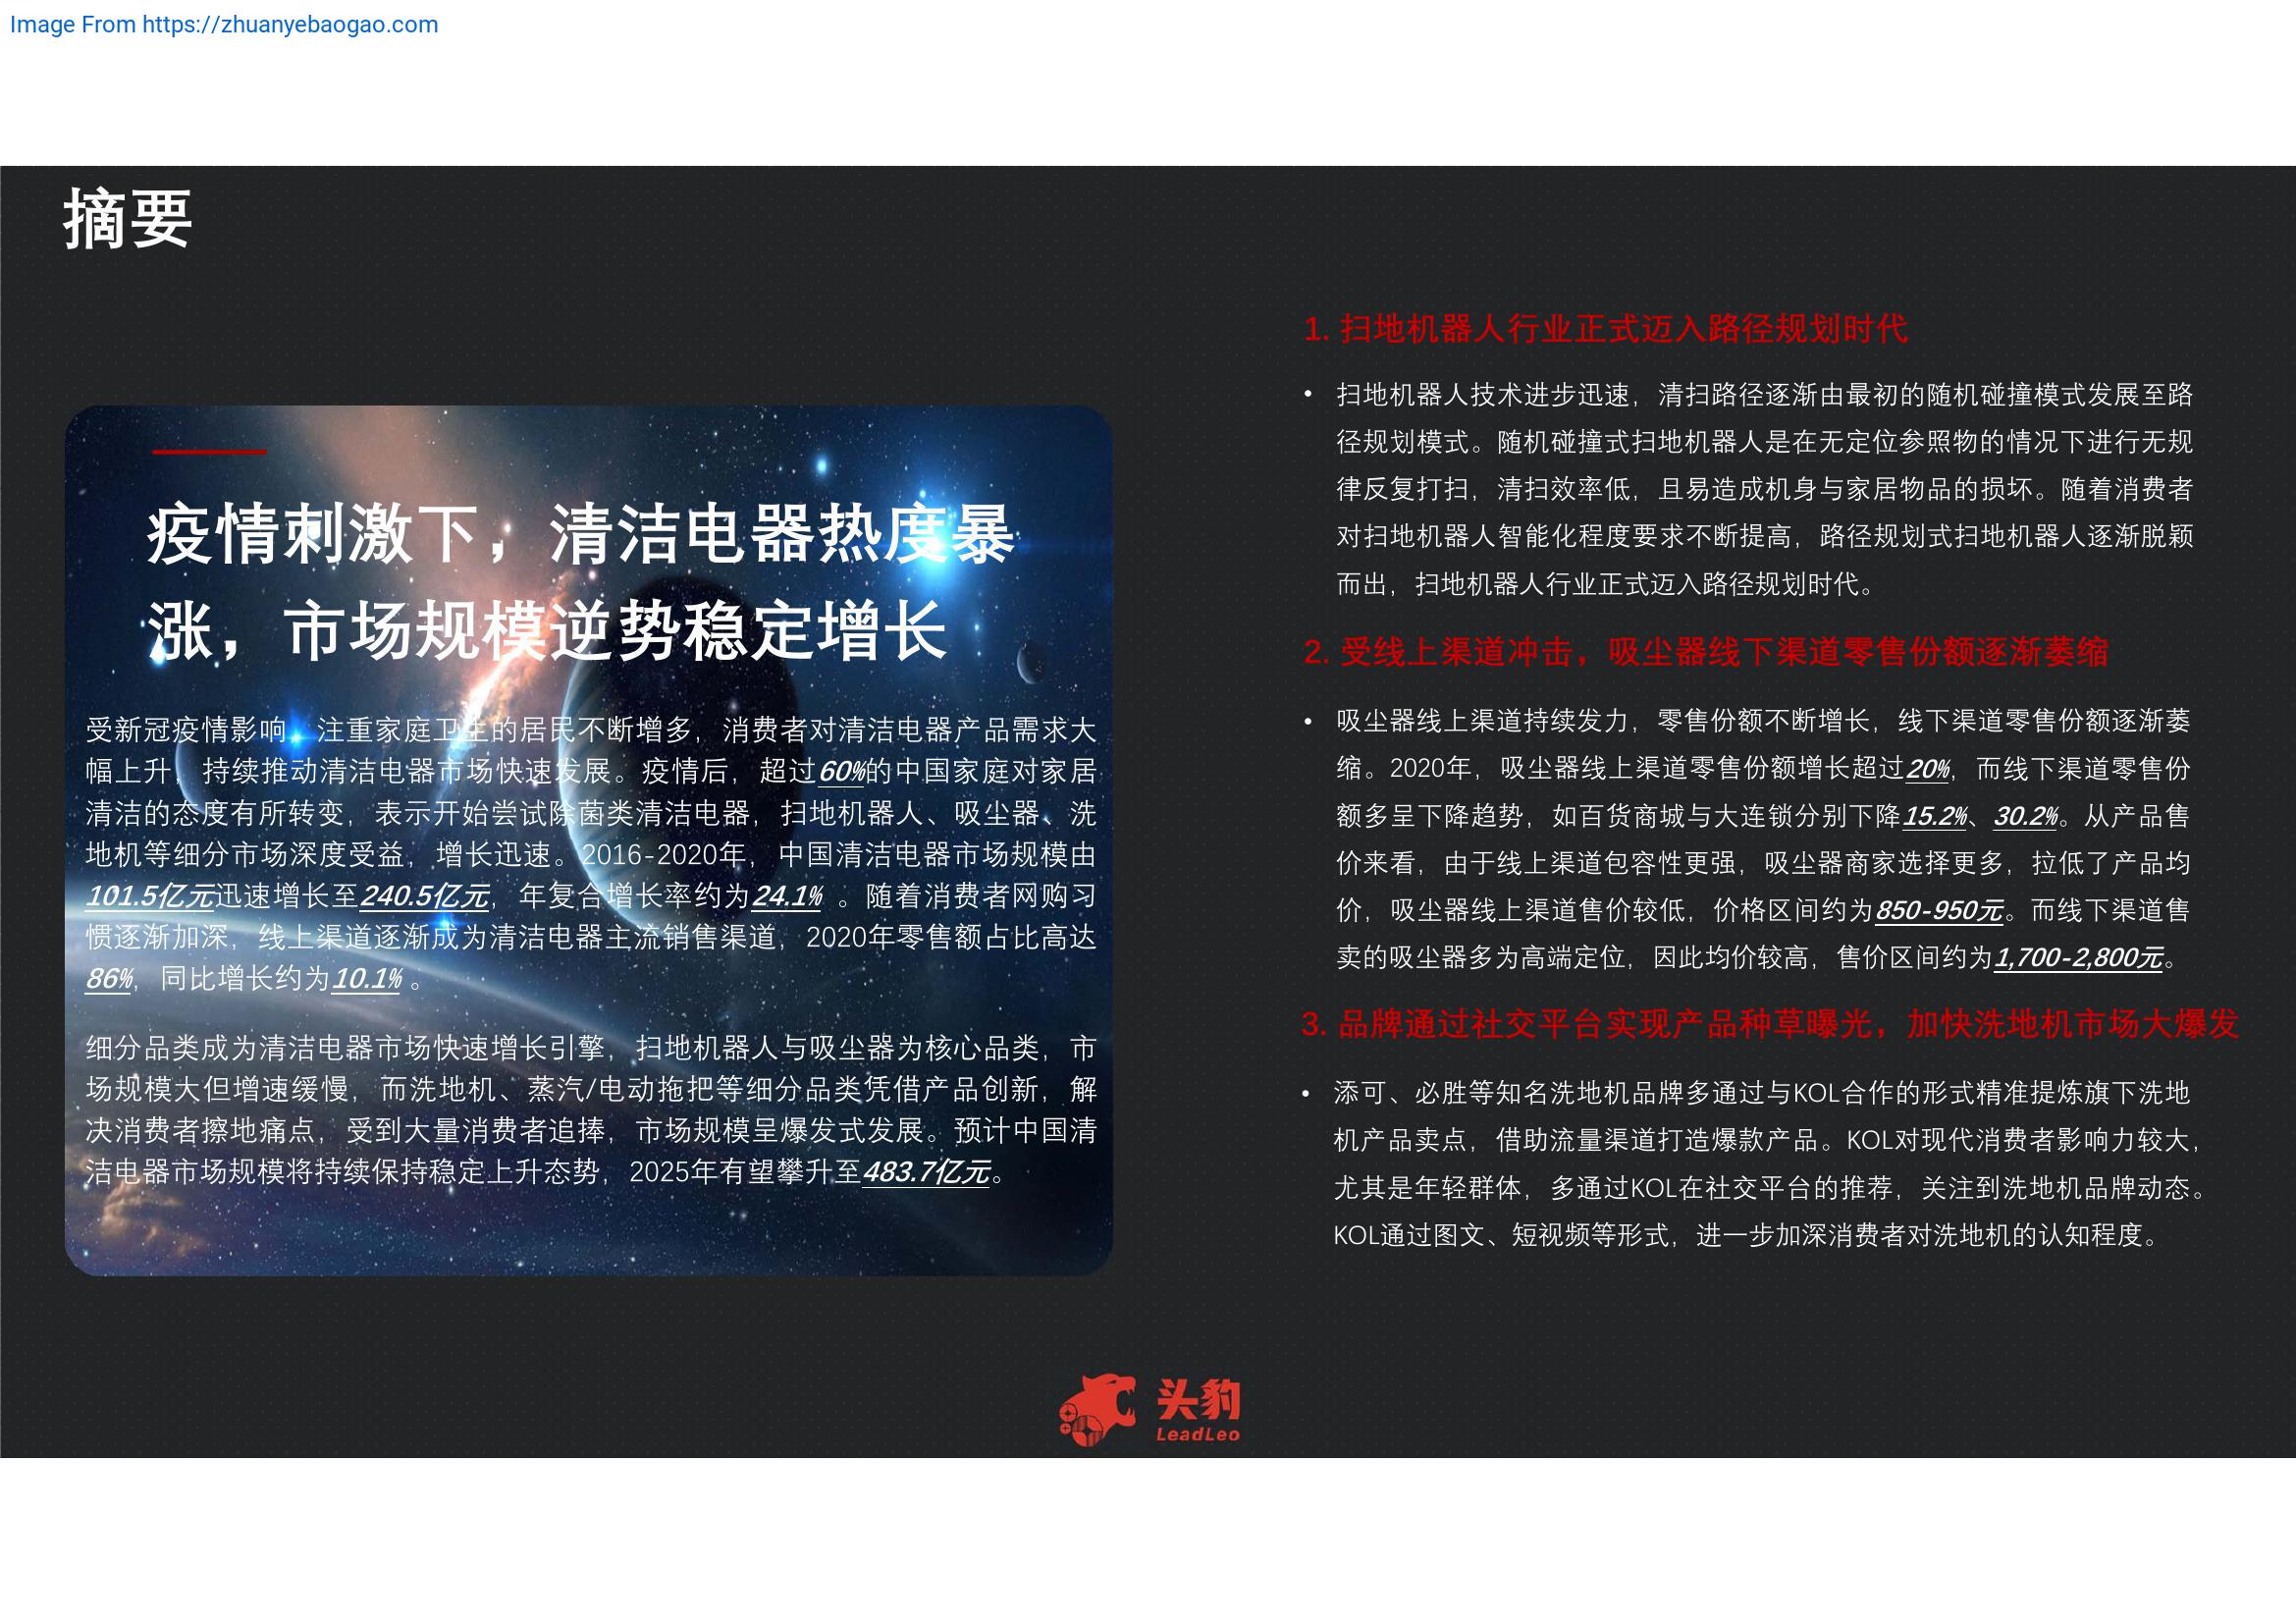 Image From https://zhuanyebaogao.com
摘要
疫情刺激下，清洁电器热度暴
涨，市场规模逆势稳定增长
受新冠疫情影响，注重家庭卫生的居民不断增多，消费者对清洁电器产品需求大
幅上升，持续推动清洁电器市场快速发展。疫情后，超过60%的中国家庭对家居
清洁的态度有所转变，表示开始尝试除菌类清洁电器，扫地机器人、吸尘器、洗
地机等细分市场深度受益，增长迅速。2016-2020年，中国清洁电器市场规模由
101.5亿元迅速增长至240.5亿元，年复合增长率约为24.1% 。随着消费者网购习
惯逐渐加深，线上渠道逐渐成为清洁电器主流销售渠道，2020年零售额占比高达
86%，同比增长约为10.1% 。
细分品类成为清洁电器市场快速增长引擎，扫地机器人与吸尘器为核心品类，市
场规模大但增速缓慢，而洗地机、蒸汽/电动拖把等细分品类凭借产品创新，解
决消费者擦地痛点，受到大量消费者追捧，市场规模呈爆发式发展。预计中国清
洁电器市场规模将持续保持稳定上升态势，2025年有望攀升至483.7亿元。
1. 扫地机器人行业正式迈入路径规划时代
• 扫地机器人技术进步迅速，清扫路径逐渐由最初的随机碰撞模式发展至路
径规划模式。随机碰撞式扫地机器人是在无定位参照物的情况下进行无规
律反复打扫，清扫效率低，且易造成机身与家居物品的损坏。随着消费者
对扫地机器人智能化程度要求不断提高，路径规划式扫地机器人逐渐脱颖
而出，扫地机器人行业正式迈入路径规划时代。
2. 受线上渠道冲击，吸尘器线下渠道零售份额逐渐萎缩
• 吸尘器线上渠道持续发力，零售份额不断增长，线下渠道零售份额逐渐萎
缩。2020年，吸尘器线上渠道零售份额增长超过20%，而线下渠道零售份
额多呈下降趋势，如百货商城与大连锁分别下降15.2%、30.2%。从产品售
价来看，由于线上渠道包容性更强，吸尘器商家选择更多，拉低了产品均
价，吸尘器线上渠道售价较低，价格区间约为850-950元。而线下渠道售
卖的吸尘器多为高端定位，因此均价较高，售价区间约为1,700-2,800元。
3. 品牌通过社交平台实现产品种草曝光，加快洗地机市场大爆发
• 添可、必胜等知名洗地机品牌多通过与KOL合作的形式精准提炼旗下洗地
机产品卖点，借助流量渠道打造爆款产品。KOL对现代消费者影响力较大，
尤其是年轻群体，多通过KOL在社交平台的推荐，关注到洗地机品牌动态。
KOL通过图文、短视频等形式，进一步加深消费者对洗地机的认知程度。
头豹
LeadLeo